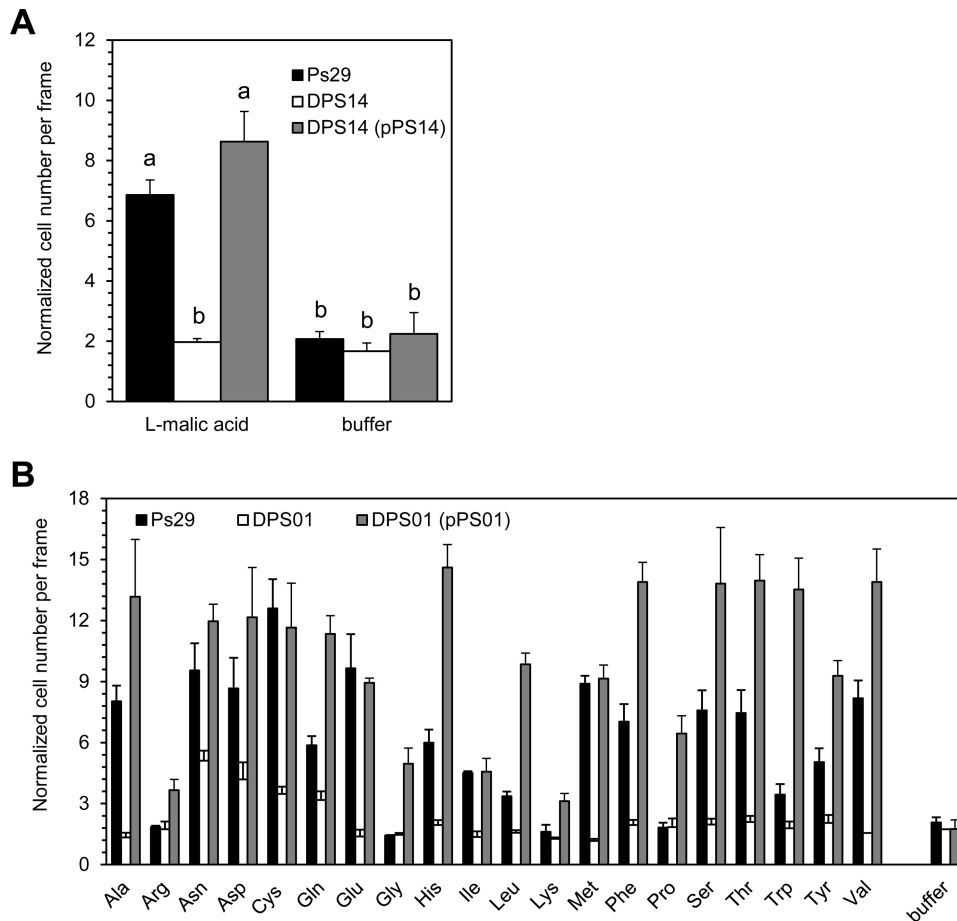 A
Normalized cell number per frame
12
10
8
6
4
2
0
Ps29
DPS14
DPS14 (pPS14)
a
b
a
b
b
b
L-malic acid
buffer
B
Normalized cell number per frame
18
15
12
9
6
3
0
Ps29 DPS01 DPS01 (pPS01)
Ala Arg Asn Asp Cys Gln Glu Gly His Ile Leu Lys Met Phe Pro Ser Thr Trp Tyr Val buffer